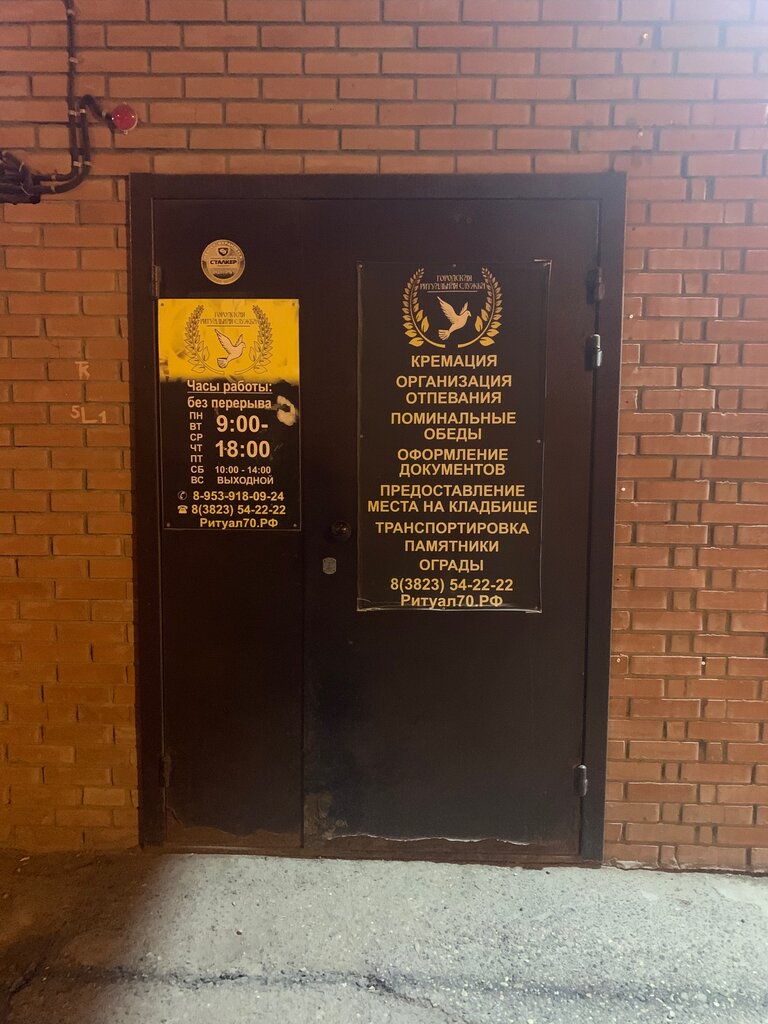 СТАЛКЕР
ГОРОДСКАЯ
РИТУАЛЬНАЯ СЛУЖБА
Часы работы:
без перерыва
ПН
ВТ
СР
ЧТ
ПТ
9:00-
18:00
СБ 10:00 - 14:00
ВС ВЫХОДНОЙ
8-953-918-09-24
8(3823) 54-22-22
Ритуал70.РФ
ГОРОДСКАЯ
РИТУАЛЬНАЯ СЛУЖБА
КРЕМАЦИЯ
ОРГАНИЗАЦИЯ
ОТПЕВАНИЯ
ПОМИНАЛЬНЫЕ
ОБЕДЫ
ОФОРМЛЕНИЕ
ДОКУМЕНТОВ
ПРЕДОСТАВЛЕНИЕ
МЕСТА НА КЛАДБИЩЕ
ТРАНСПОРТИРОВКА
ПАМЯТНИКИ
ОГРАДЫ
8(3823) 54-22-22
Ритуал70.РФ